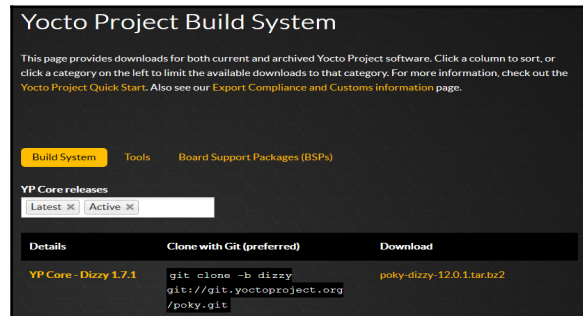 Yocto Project Build System
This page provides downloads for both current and archived Yocto Project software. Click a column to sort, or
click a category on the left to limit the available downloads to that category. For more information, check out the
Yocto Project Quick Start. Also see our Export Compliance and Customs information page.
Build System Tools Board Support Packages (BSPs)
YP Core releases
Latest ✕ Active ✕
Details Clone with Git (preferred) Download
YP Core - Dizzy 1.7.1 git clone -b dizzy poky-dizzy-12.0.1.tar.bz2
git://git.yoctoproject.org
/poky.git